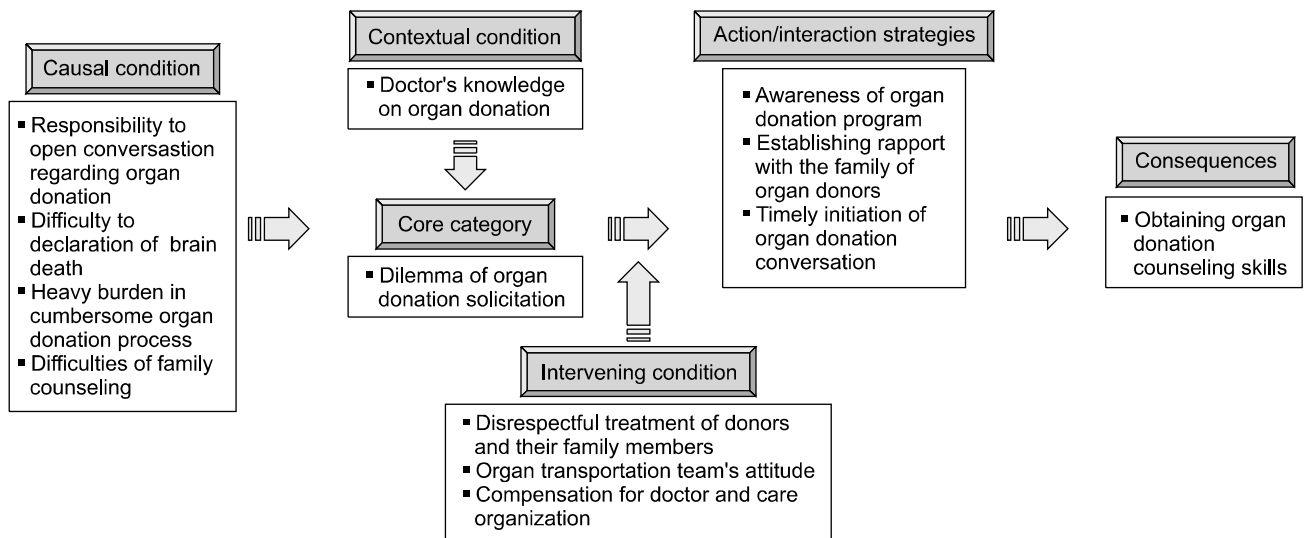 Causal condition
▪ Responsibility to
open conversastion
regarding organ
donation
▪ Difficulty to
declaration of brain
death
▪ Heavy burden in
cumbersome organ
donation process
▪ Difficulties of family
counseling
Contextual condition
▪ Doctor's knowledge
on organ donation
Core category
▪ Dilemma of organ
donation solicitation
Action/interaction strategies
▪ Awareness of organ
donation program
▪ Establishing rapport
with the family of
organ donors
▪ Timely initiation of
organ donation
conversation
Intervening condition
▪ Disrespectful treatment of donors
and their family members
▪ Organ transportation team's attitude
▪ Compensation for doctor and care
organization
Consequences
▪ Obtaining organ
donation
counseling skills